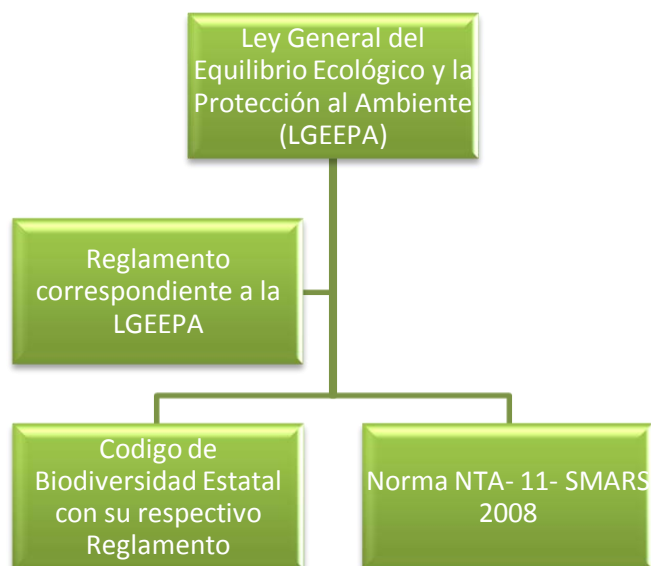 Ley General del
Equilibrio Ecológico y la
Protección al Ambiente
(LGEEPA)
Reglamento
correspondiente a la
LGEEPA
Codigo de
Biodiversidad Estatal
con su respectivo
Reglamento
Norma NTA- 11- SMARS
2008